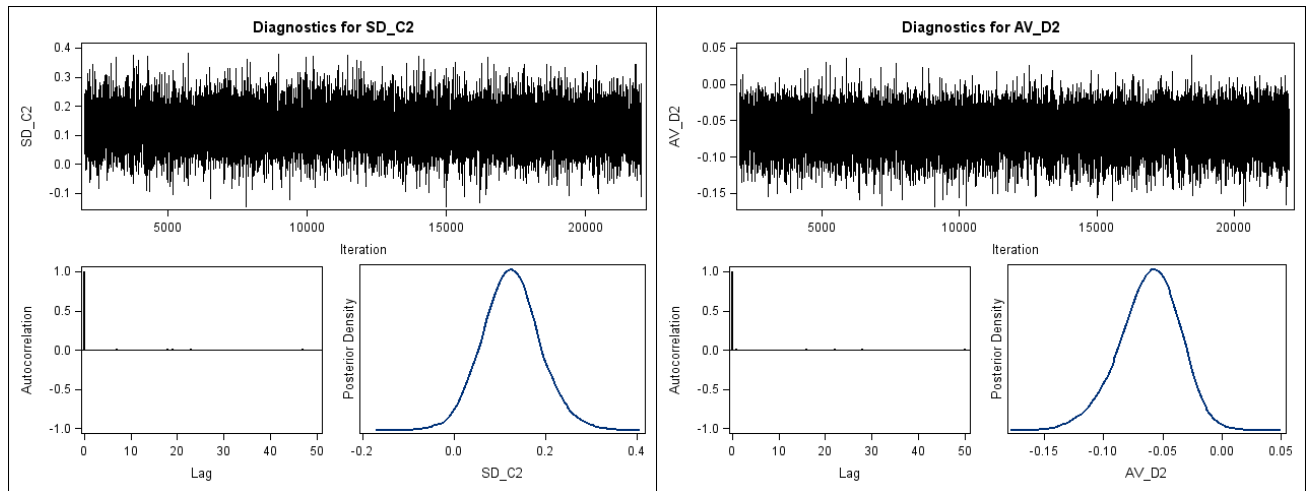 Diagnostics for SD_C2
0.4
0.3
0.2
0.1
0.0
-0.1
SD_C2
5000 10000 15000 20000
Iteration
1.0
0.5
0.0
-0.5
-1.0
Autocorrelation
0 10 20 30 40 50
Lag
Posterior Density
-0.2 0.0 0.2 0.4
SD_C2
Diagnostics for AV_D2
0.05
0.00
-0.05
-0.10
-0.15
AV_D2
5000 10000 15000 20000
Iteration
1.0
0.5
0.0
-0.5
-1.0
Autocorrelation
0 10 20 30 40 50
Lag
Posterior Density
-0.15 -0.10 -0.05 0.00 0.05
AV_D2